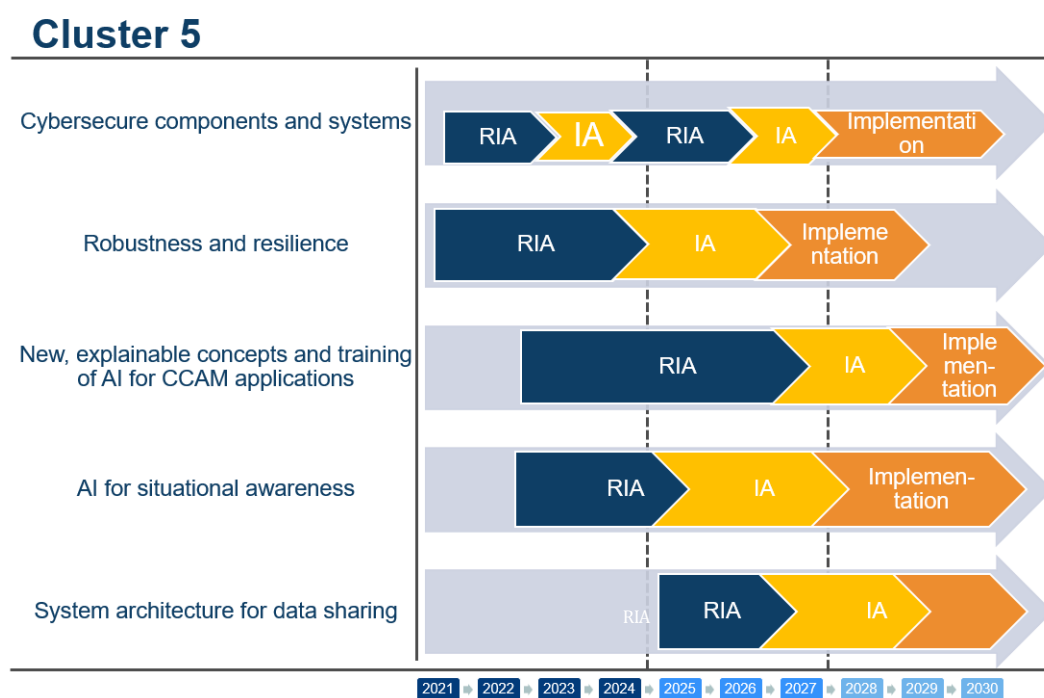 Cluster 5
Cybersecure components and systems
RIA
IA
RIA
IA
Implementati
on
Robustness and resilience
RIA
IA
Impleme
ntation
New, explainable concepts and training
of AI for CCAM applications
RIA
IA
Imple
men-
tation
AI for situational awareness
RIA
IA
Implemen-
tation
System architecture for data sharing
RIA
RIA
IA
2021 2022 2023 2024 2025 2026 2027 2028 2029 2030